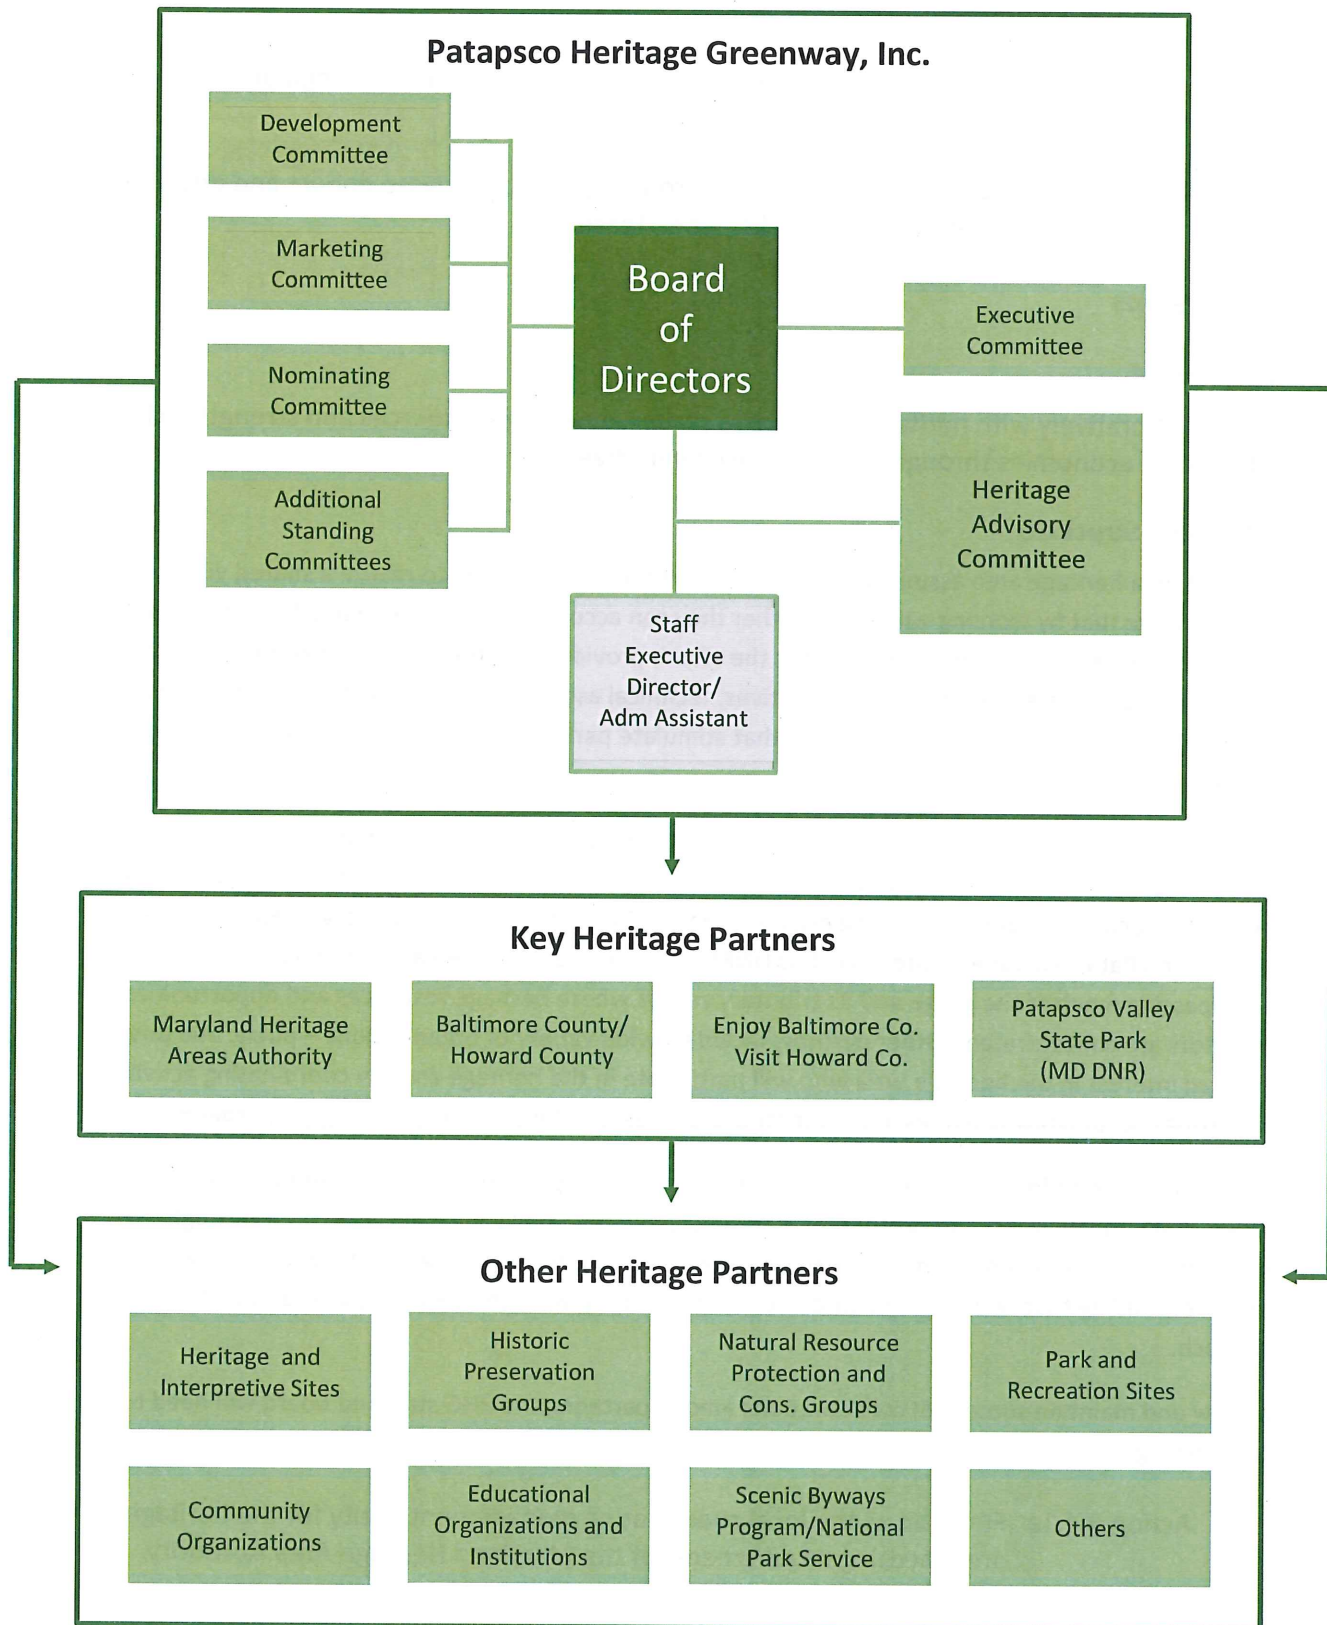 Patapsco Heritage Greenway, Inc.
Development
Committee
Marketing
Committee
Nominating
Committee
Additional
Standing
Committees
Board
of
Directors
Executive
Committee
Heritage
Advisory
Committee
Staff
Executive
Director/
Adm Assistant
Key Heritage Partners
Maryland Heritage
Areas Authority
Baltimore County/
Howard County
Enjoy Baltimore Co.
Visit Howard Co.
Patapsco Valley
State Park
(MD DNR)
Other Heritage Partners
Heritage and
Interpretive Sites
Historic
Preservation
Groups
Natural Resource
Protection and
Cons. Groups
Park and
Recreation Sites
Community
Organizations
Educational
Organizations and
Institutions
Scenic Byways
Program/National
Park Service
Others